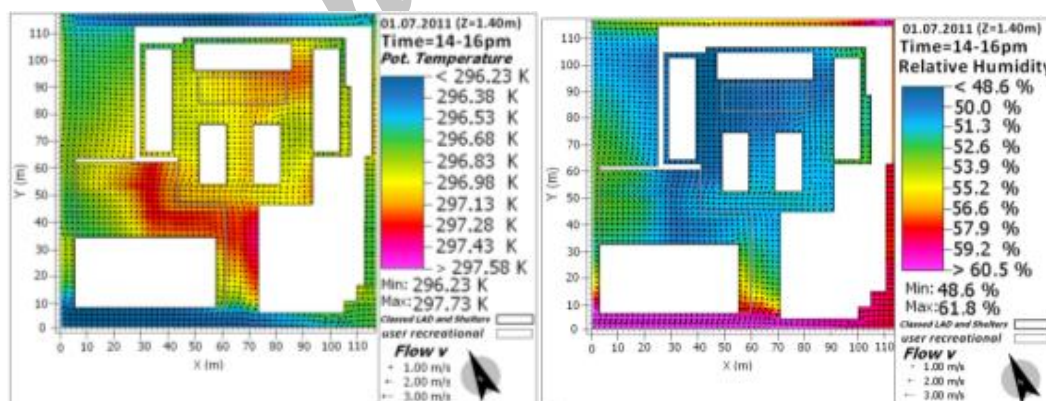 01.07.2011 (Z=1.40m)
Time=14-16pm
Pot. Temperature
< 296.23 K
296.38 K
296.53 K
296.68 K
296.83 K
296.98 K
297.13 K
297.28 K
297.43 K
> 297.58 K
Min: 296.23 K
Max: 297.73 K
Classed LAD and Shelters
user recreational
Flow v
1.00 m/s
2.00 m/s
3.00 m/s
Y (m)
110
100
90
80
70
60
50
40
30
20
10
0
0 10 20 30 40 50 60 70 80 90 100 110
X (m)
01.07.2011 (Z=1.40m)
Time=14-16pm
Relative Humidity
< 48.6 %
50.0 %
51.3 %
52.6 %
53.9 %
55.2 %
56.6 %
57.9 %
59.2 %
> 60.5 %
Min: 48.6 %
Max: 61.8 %
Classed LAD and Shelters
user recreational
Flow v
1.00 m/s
2.00 m/s
3.00 m/s
Y (m)
110
100
90
80
70
60
50
40
30
20
10
0
0 10 20 30 40 50 60 70 80 90 100 110
X (m)